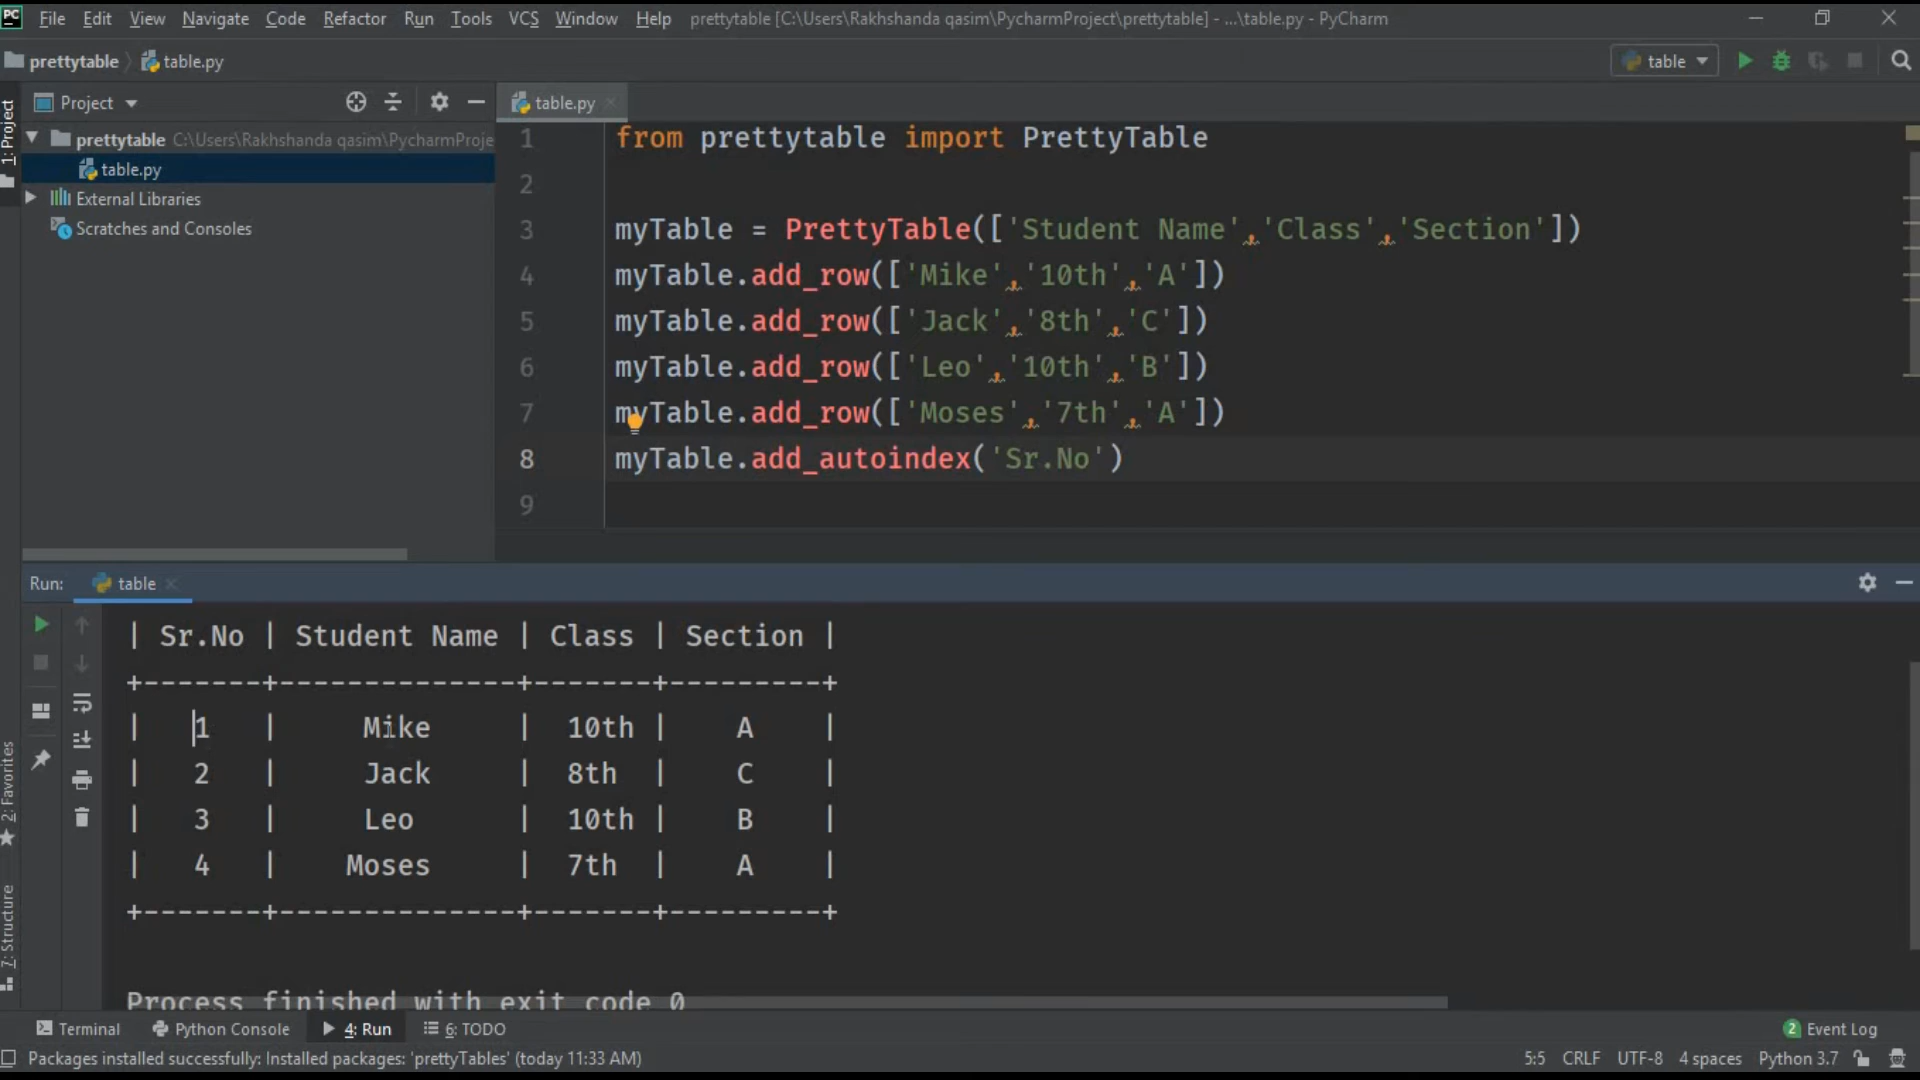 PC File Edit View Navigate Code Refactor Run Tools VCS Window Help prettytable [C:\Users\Rakhshanda qasim\PycharmProject\prettytable] - ...\table.py - PyCharm
prettytable table.py table
1: Project
Project
table.py
prettytable C:\Users\Rakhshanda qasim\PycharmProje
table.py
External Libraries
Scratches and Consoles
1 from prettytable import PrettyTable
2
3 myTable = PrettyTable(['Student Name','Class','Section'])
4 myTable.add_row(['Mike','10th','A'])
5 myTable.add_row(['Jack','8th','C'])
6 myTable.add_row(['Leo','10th','B'])
7 myTable.add_row(['Moses','7th','A'])
8 myTable.add_autoindex('Sr.No')
9
Run: table
| Sr.No | Student Name | Class | Section |
+-------+--------------+-------+---------+
| 1 | Mike | 10th | A |
| 2 | Jack | 8th | C |
| 3 | Leo | 10th | B |
| 4 | Moses | 7th | A |
+-------+--------------+-------+---------+
Process finished with exit code 0
2: Favorites
7: Structure
Terminal Python Console 4: Run 6: TODO 2 Event Log
Packages installed successfully: Installed packages: 'prettyTables' (today 11:33 AM) 5:5 CRLF UTF-8 4 spaces Python 3.7